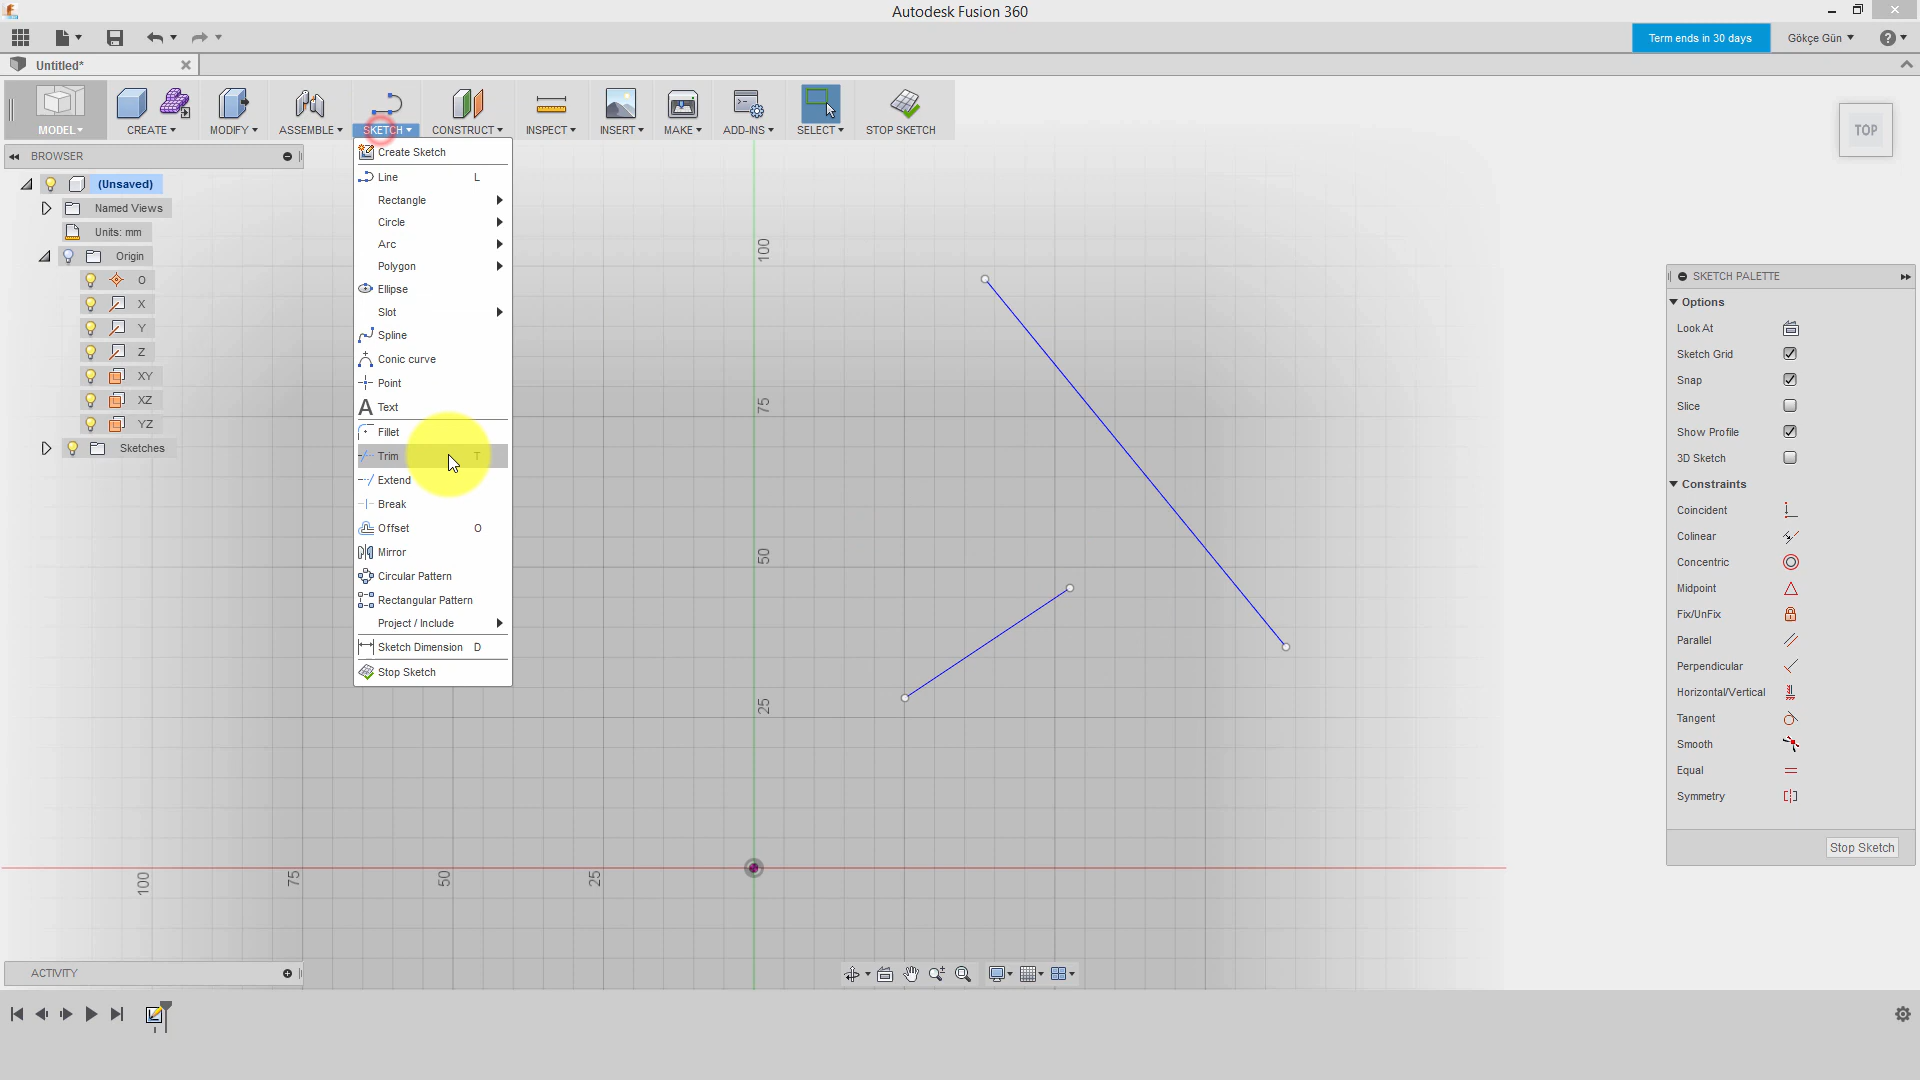 Autodesk Fusion 360
Term ends in 30 days
Gökçe Gün
Untitled*
MODEL
CREATE
MODIFY
ASSEMBLE
SKETCH
CONSTRUCT
INSPECT
INSERT
MAKE
ADD-INS
SELECT
STOP SKETCH
TOP
BROWSER
(Unsaved)
Named Views
Units: mm
Origin
O
X
Y
Z
XY
XZ
YZ
Sketches
Create Sketch
Line L
Rectangle
Circle
Arc
Polygon
Ellipse
Slot
Spline
Conic curve
Point
Text
Fillet
Trim T
Extend
Break
Offset O
Mirror
Circular Pattern
Rectangular Pattern
Project / Include
Sketch Dimension D
Stop Sketch
100
75
50
25
100
75
50
25
SKETCH PALETTE
Options
Look At
Sketch Grid
Snap
Slice
Show Profile
3D Sketch
Constraints
Coincident
Colinear
Concentric
Midpoint
Fix/UnFix
Parallel
Perpendicular
Horizontal/Vertical
Tangent
Smooth
Equal
Symmetry
Stop Sketch
ACTIVITY